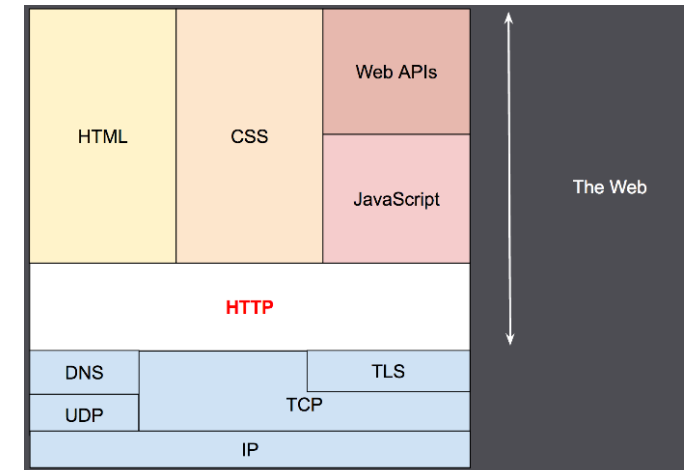 Web APIs
HTML
CSS
JavaScript
The Web
HTTP
DNS
TLS
UDP
TCP
IP